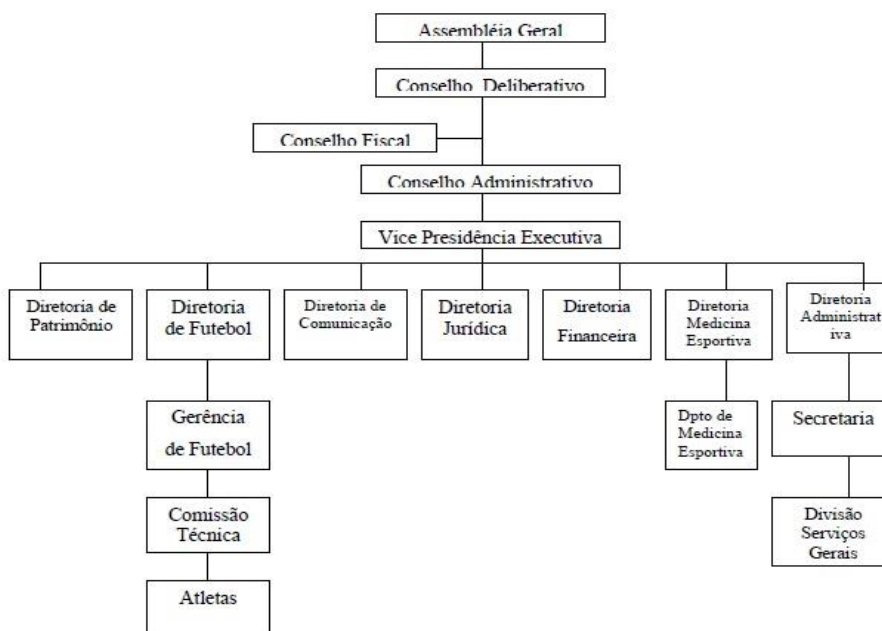 Assembléia Geral
Conselho Deliberativo
Conselho Fiscal
Conselho Administrativo
Vice Presidência Executiva
Diretoria de
Patrimônio
Diretoria
de Futebol
Diretoria de
Comunicação
Diretoria
Jurídica
Diretoria
Financeira
Diretoria
Medicina
Esportiva
Diretoria
Administrat
iva
Gerência
de Futebol
Dpto de
Medicina
Esportiva
Secretaria
Comissão
Técnica
Divisão
Serviços
Gerais
Atletas